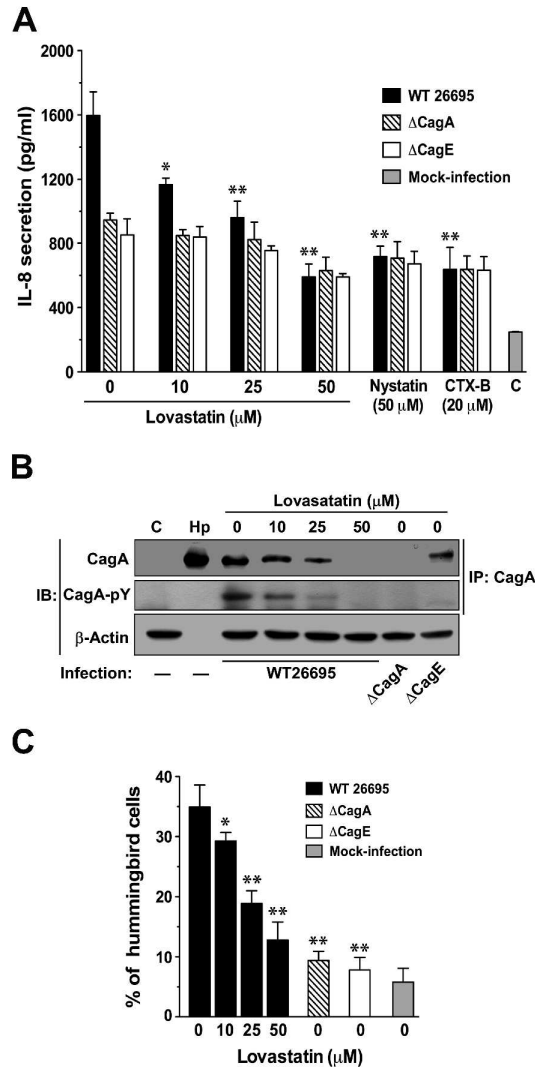 A
IL-8 secretion (pg/ml)
2000
1600
1200
800
400
0
WT 26695
ΔCagA
ΔCagE
Mock-infection
*
**
**
**
**
0 10 25 50
Lovastatin (μM)
Nystatin
(50 μM)
CTX-B
(20 μM)
C
B
Lovasatatin (μM)
C Hp 0 10 25 50 0 0
CagA
IB: CagA-pY
β-Actin
IP: CagA
Infection: — — WT26695 ΔCagA ΔCagE
C
% of hummingbird cells
40
30
20
10
0
WT 26695
ΔCagA
ΔCagE
Mock-infection
*
**
**
**
**
0 10 25 50 0 0 0
Lovastatin (μM)